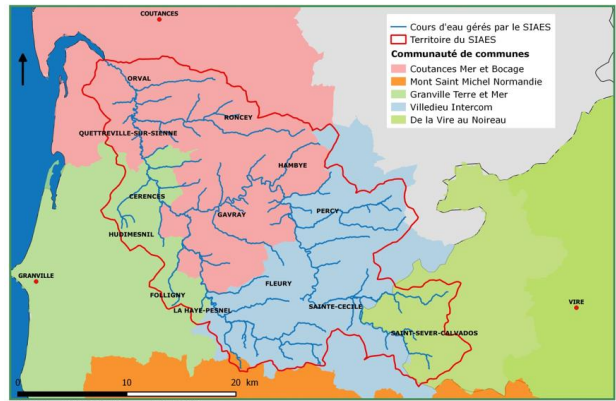 COUTANCES
Cours d'eau gérés par le SIAES
Territoire du SIAES
Communauté de communes
Coutances Mer et Bocage
Mont Saint Michel Normandie
Granville Terre et Mer
Villedieu Intercom
De la Vire au Noireau
ORVAL
RONCEY
QUETTREVILLE-SUR-SIENNE
HAMBYE
CERENCES
PERCY
GAVRAY
HUDIMESNIL
GRANVILLE
FLEURY
FOLLIGNY
SAINTE-CECILE
VIRE
LA HAYE-PESNEL
SAINT-SEVER-CALVADOS
0 10 20 km